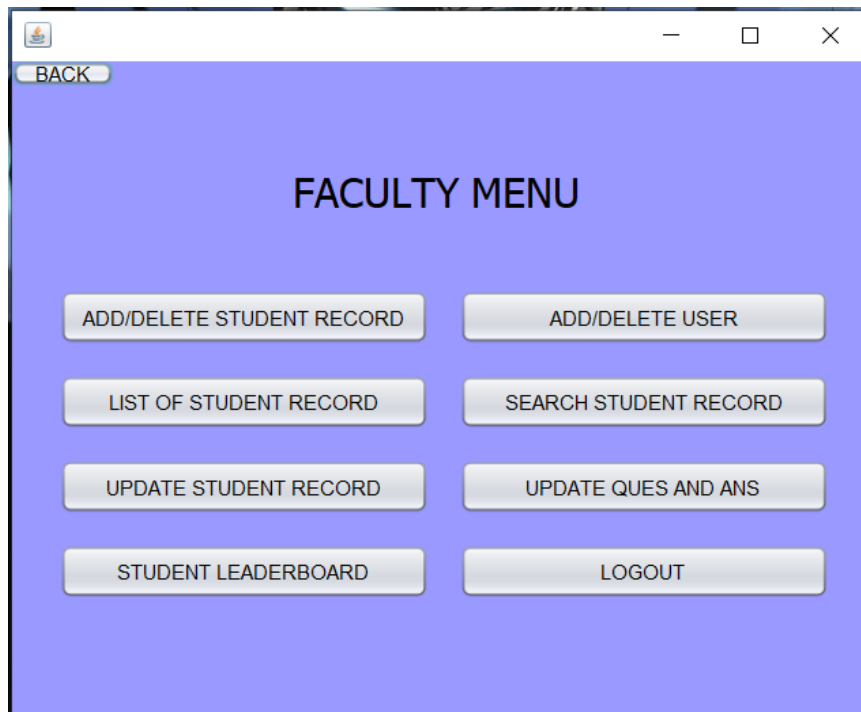 BACK
FACULTY MENU
ADD/DELETE STUDENT RECORD
ADD/DELETE USER
LIST OF STUDENT RECORD
SEARCH STUDENT RECORD
UPDATE STUDENT RECORD
UPDATE QUES AND ANS
STUDENT LEADERBOARD
LOGOUT